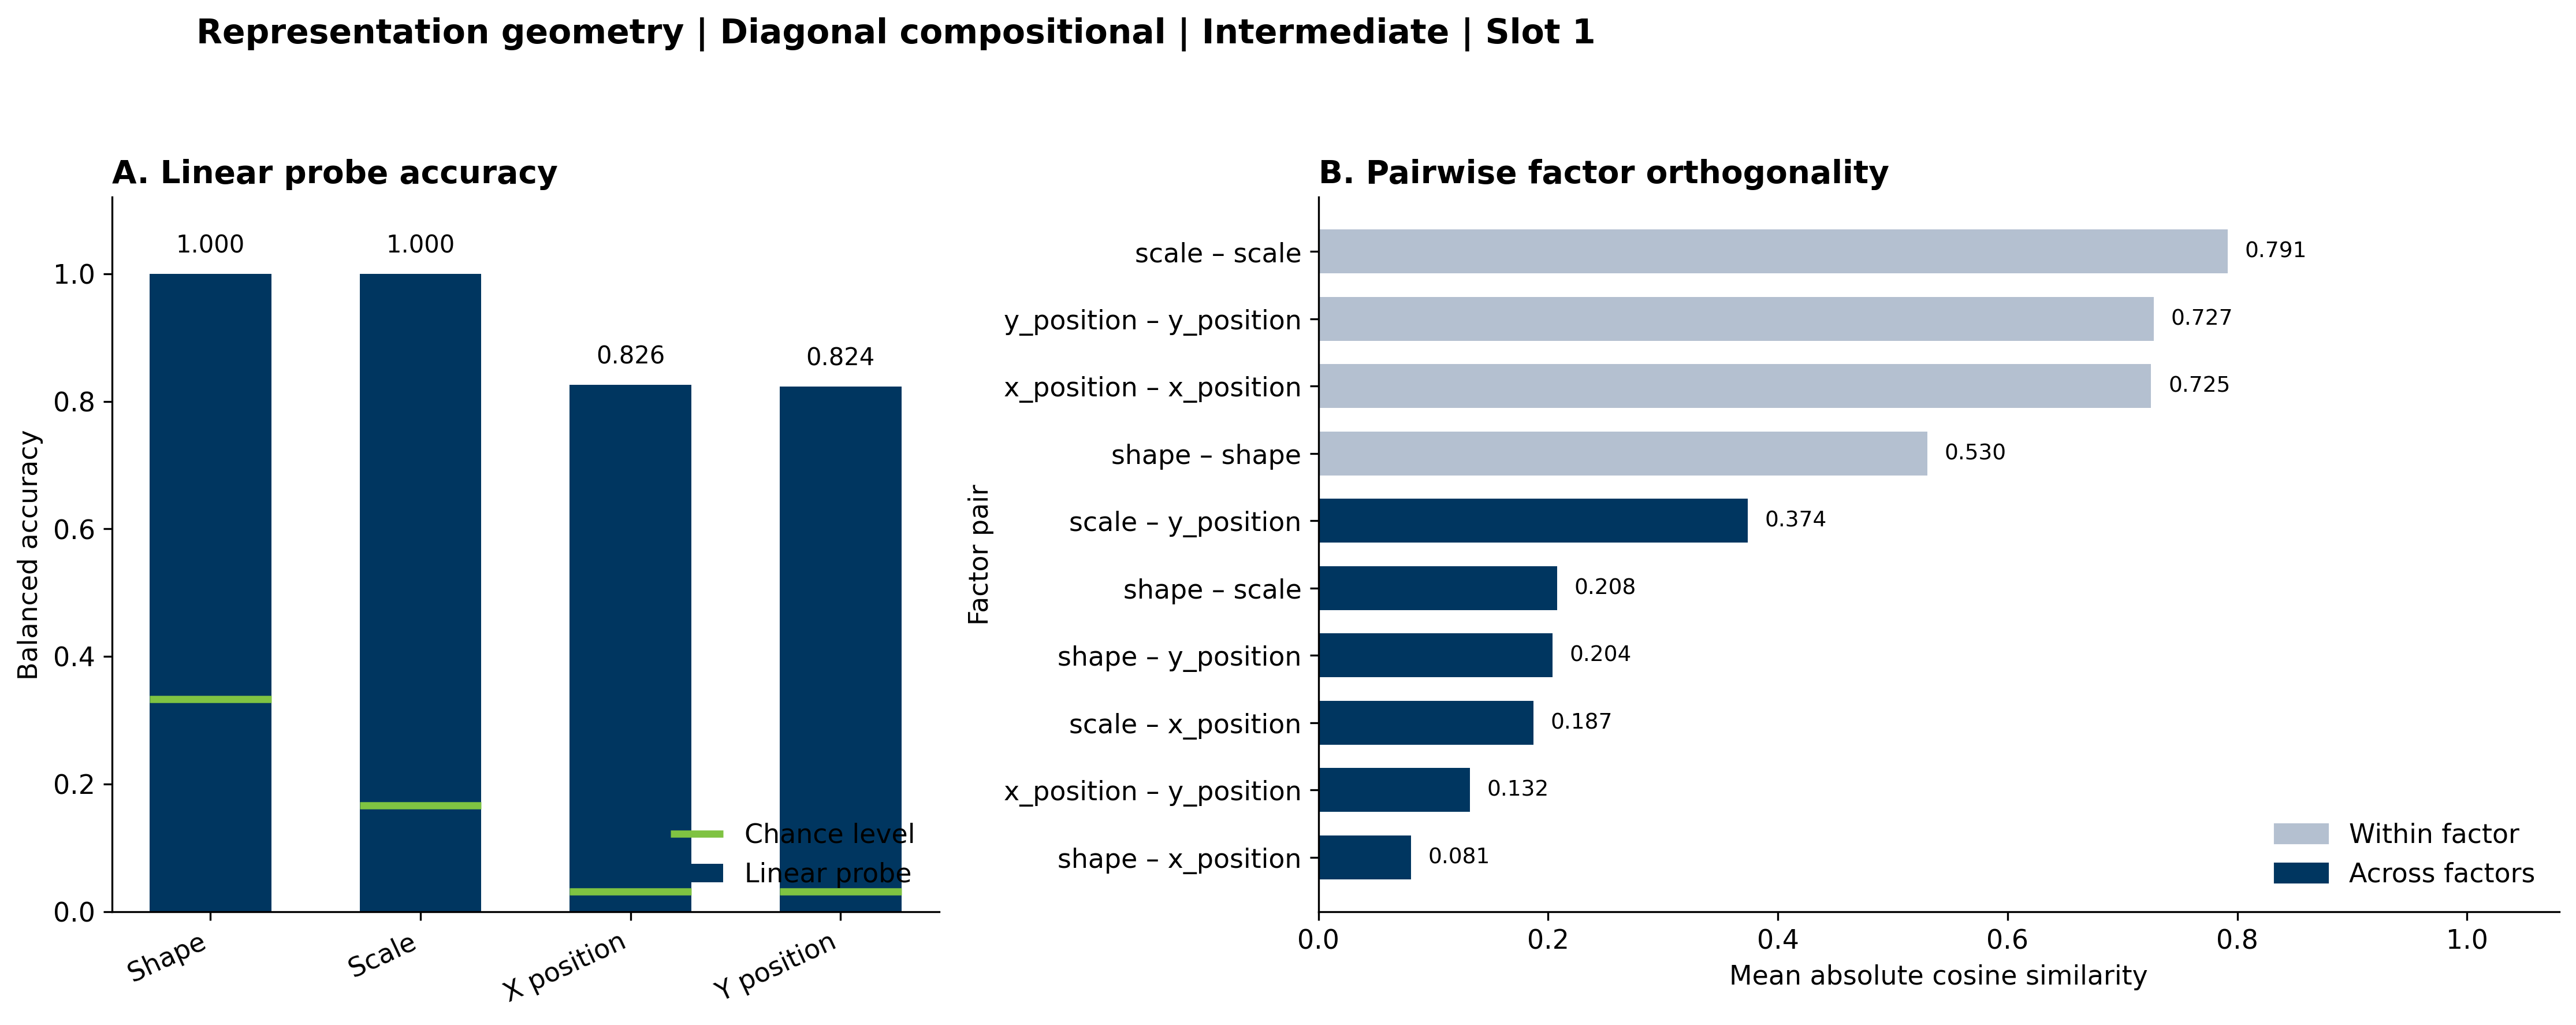 Representation geometry | Diagonal compositional | Intermediate | Slot 1
A. Linear probe accuracy
Balanced accuracy
1.0
0.8
0.6
0.4
0.2
0.0
1.000
1.000
0.826
0.824
Chance level
Linear probe
Shape
Scale
X position
Y position
B. Pairwise factor orthogonality
Factor pair
scale – scale
0.791
y_position – y_position
0.727
x_position – x_position
0.725
shape – shape
0.530
scale – y_position
0.374
shape – scale
0.208
shape – y_position
0.204
scale – x_position
0.187
x_position – y_position
0.132
shape – x_position
0.081
Within factor
Across factors
0.0
0.2
0.4
0.6
0.8
1.0
Mean absolute cosine similarity